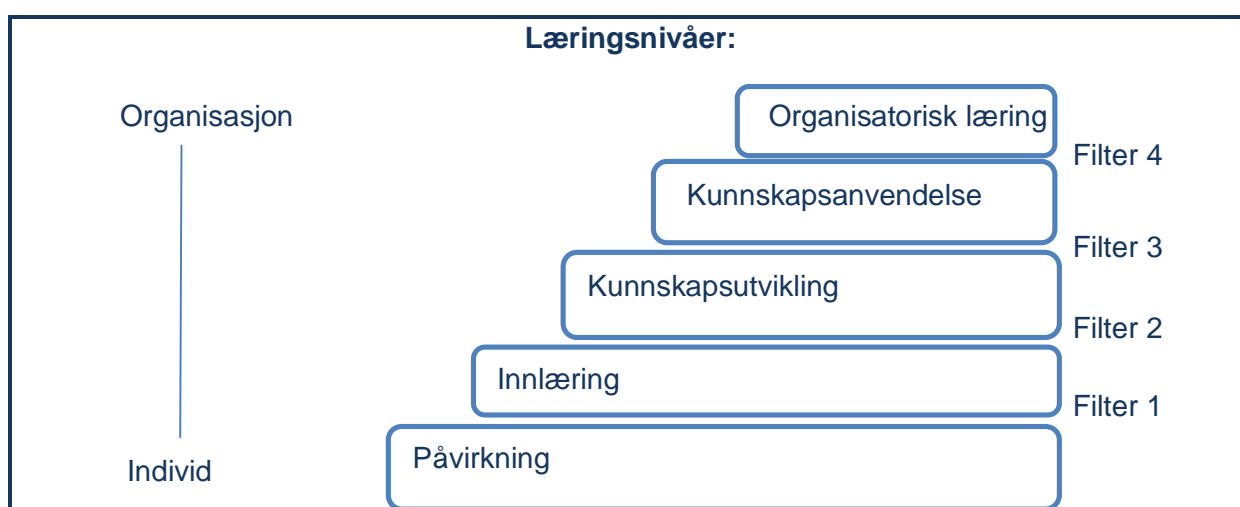 Læringsnivåer:
Organisasjon
Organisatorisk læring
Filter 4
Kunnskapsanvendelse
Filter 3
Kunnskapsutvikling
Filter 2
Innlæring
Filter 1
Påvirkning
Individ